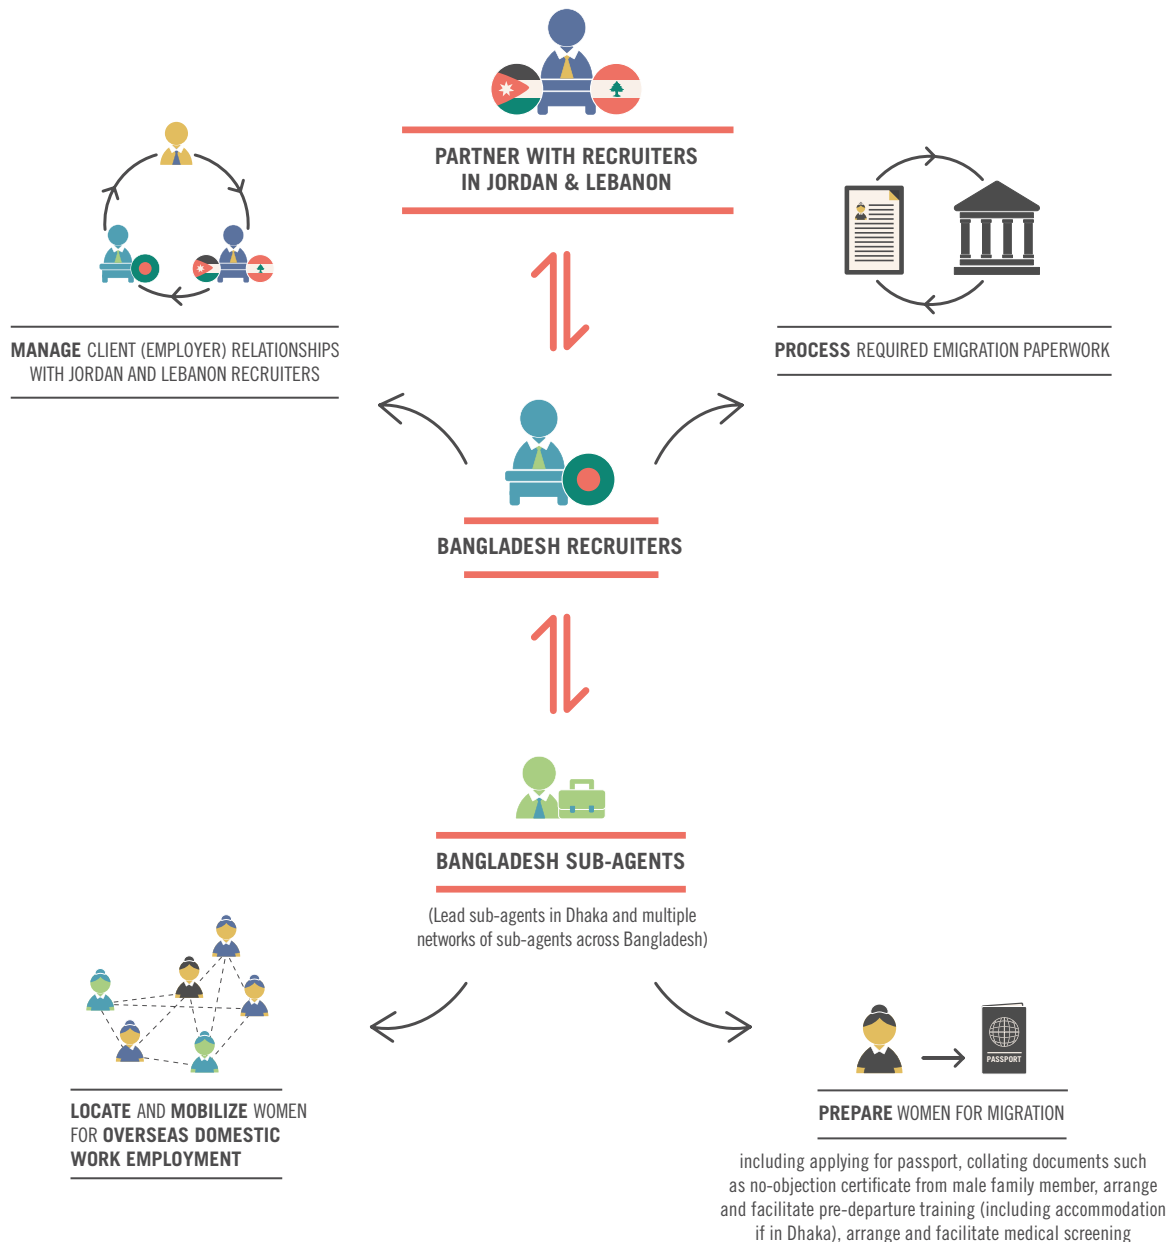 PARTNER WITH RECRUITERS
IN JORDAN & LEBANON
MANAGE CLIENT (EMPLOYER) RELATIONSHIPS
WITH JORDAN AND LEBANON RECRUITERS
PROCESS REQUIRED EMIGRATION PAPERWORK
BANGLADESH RECRUITERS
BANGLADESH SUB-AGENTS
(Lead sub-agents in Dhaka and multiple
networks of sub-agents across Bangladesh)
LOCATE AND MOBILIZE WOMEN
FOR OVERSEAS DOMESTIC
WORK EMPLOYMENT
PASSPORT
PREPARE WOMEN FOR MIGRATION
including applying for passport, collating documents such
as no-objection certificate from male family member, arrange
and facilitate pre-departure training (including accommodation
if in Dhaka), arrange and facilitate medical screening